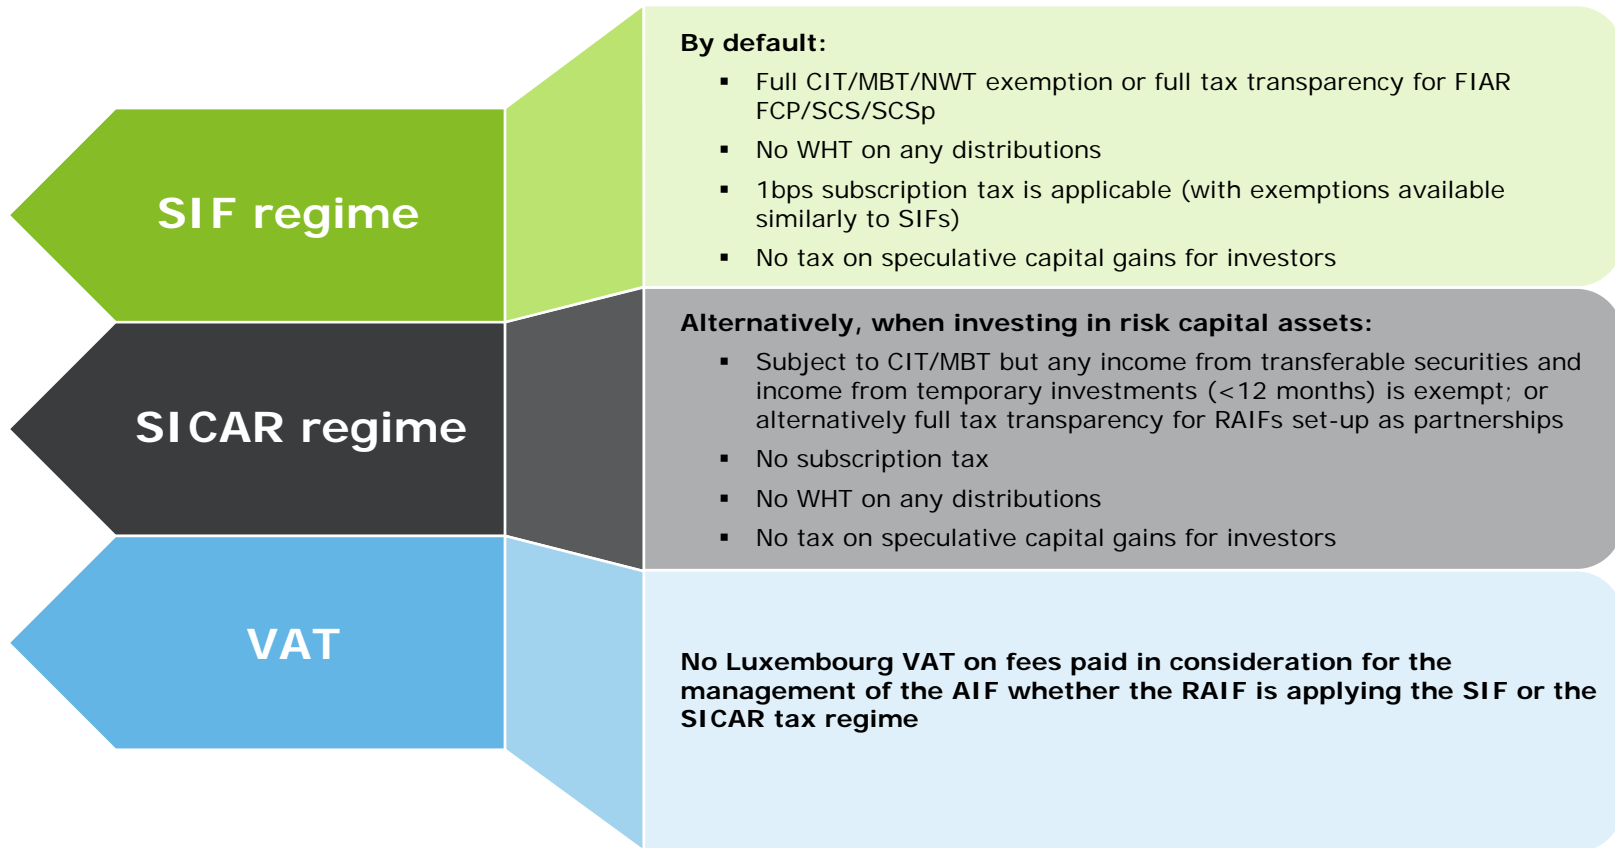 SIF regime
By default:
▪ Full CIT/MBT/NWT exemption or full tax transparency for FIAR
FCP/SCS/SCSp
▪ No WHT on any distributions
▪ 1bps subscription tax is applicable (with exemptions available
similarly to SIFs)
▪ No tax on speculative capital gains for investors
SICAR regime
Alternatively, when investing in risk capital assets:
▪ Subject to CIT/MBT but any income from transferable securities and
income from temporary investments (<12 months) is exempt; or
alternatively full tax transparency for RAIFs set-up as partnerships
▪ No subscription tax
▪ No WHT on any distributions
▪ No tax on speculative capital gains for investors
VAT
No Luxembourg VAT on fees paid in consideration for the
management of the AIF whether the RAIF is applying the SIF or the
SICAR tax regime